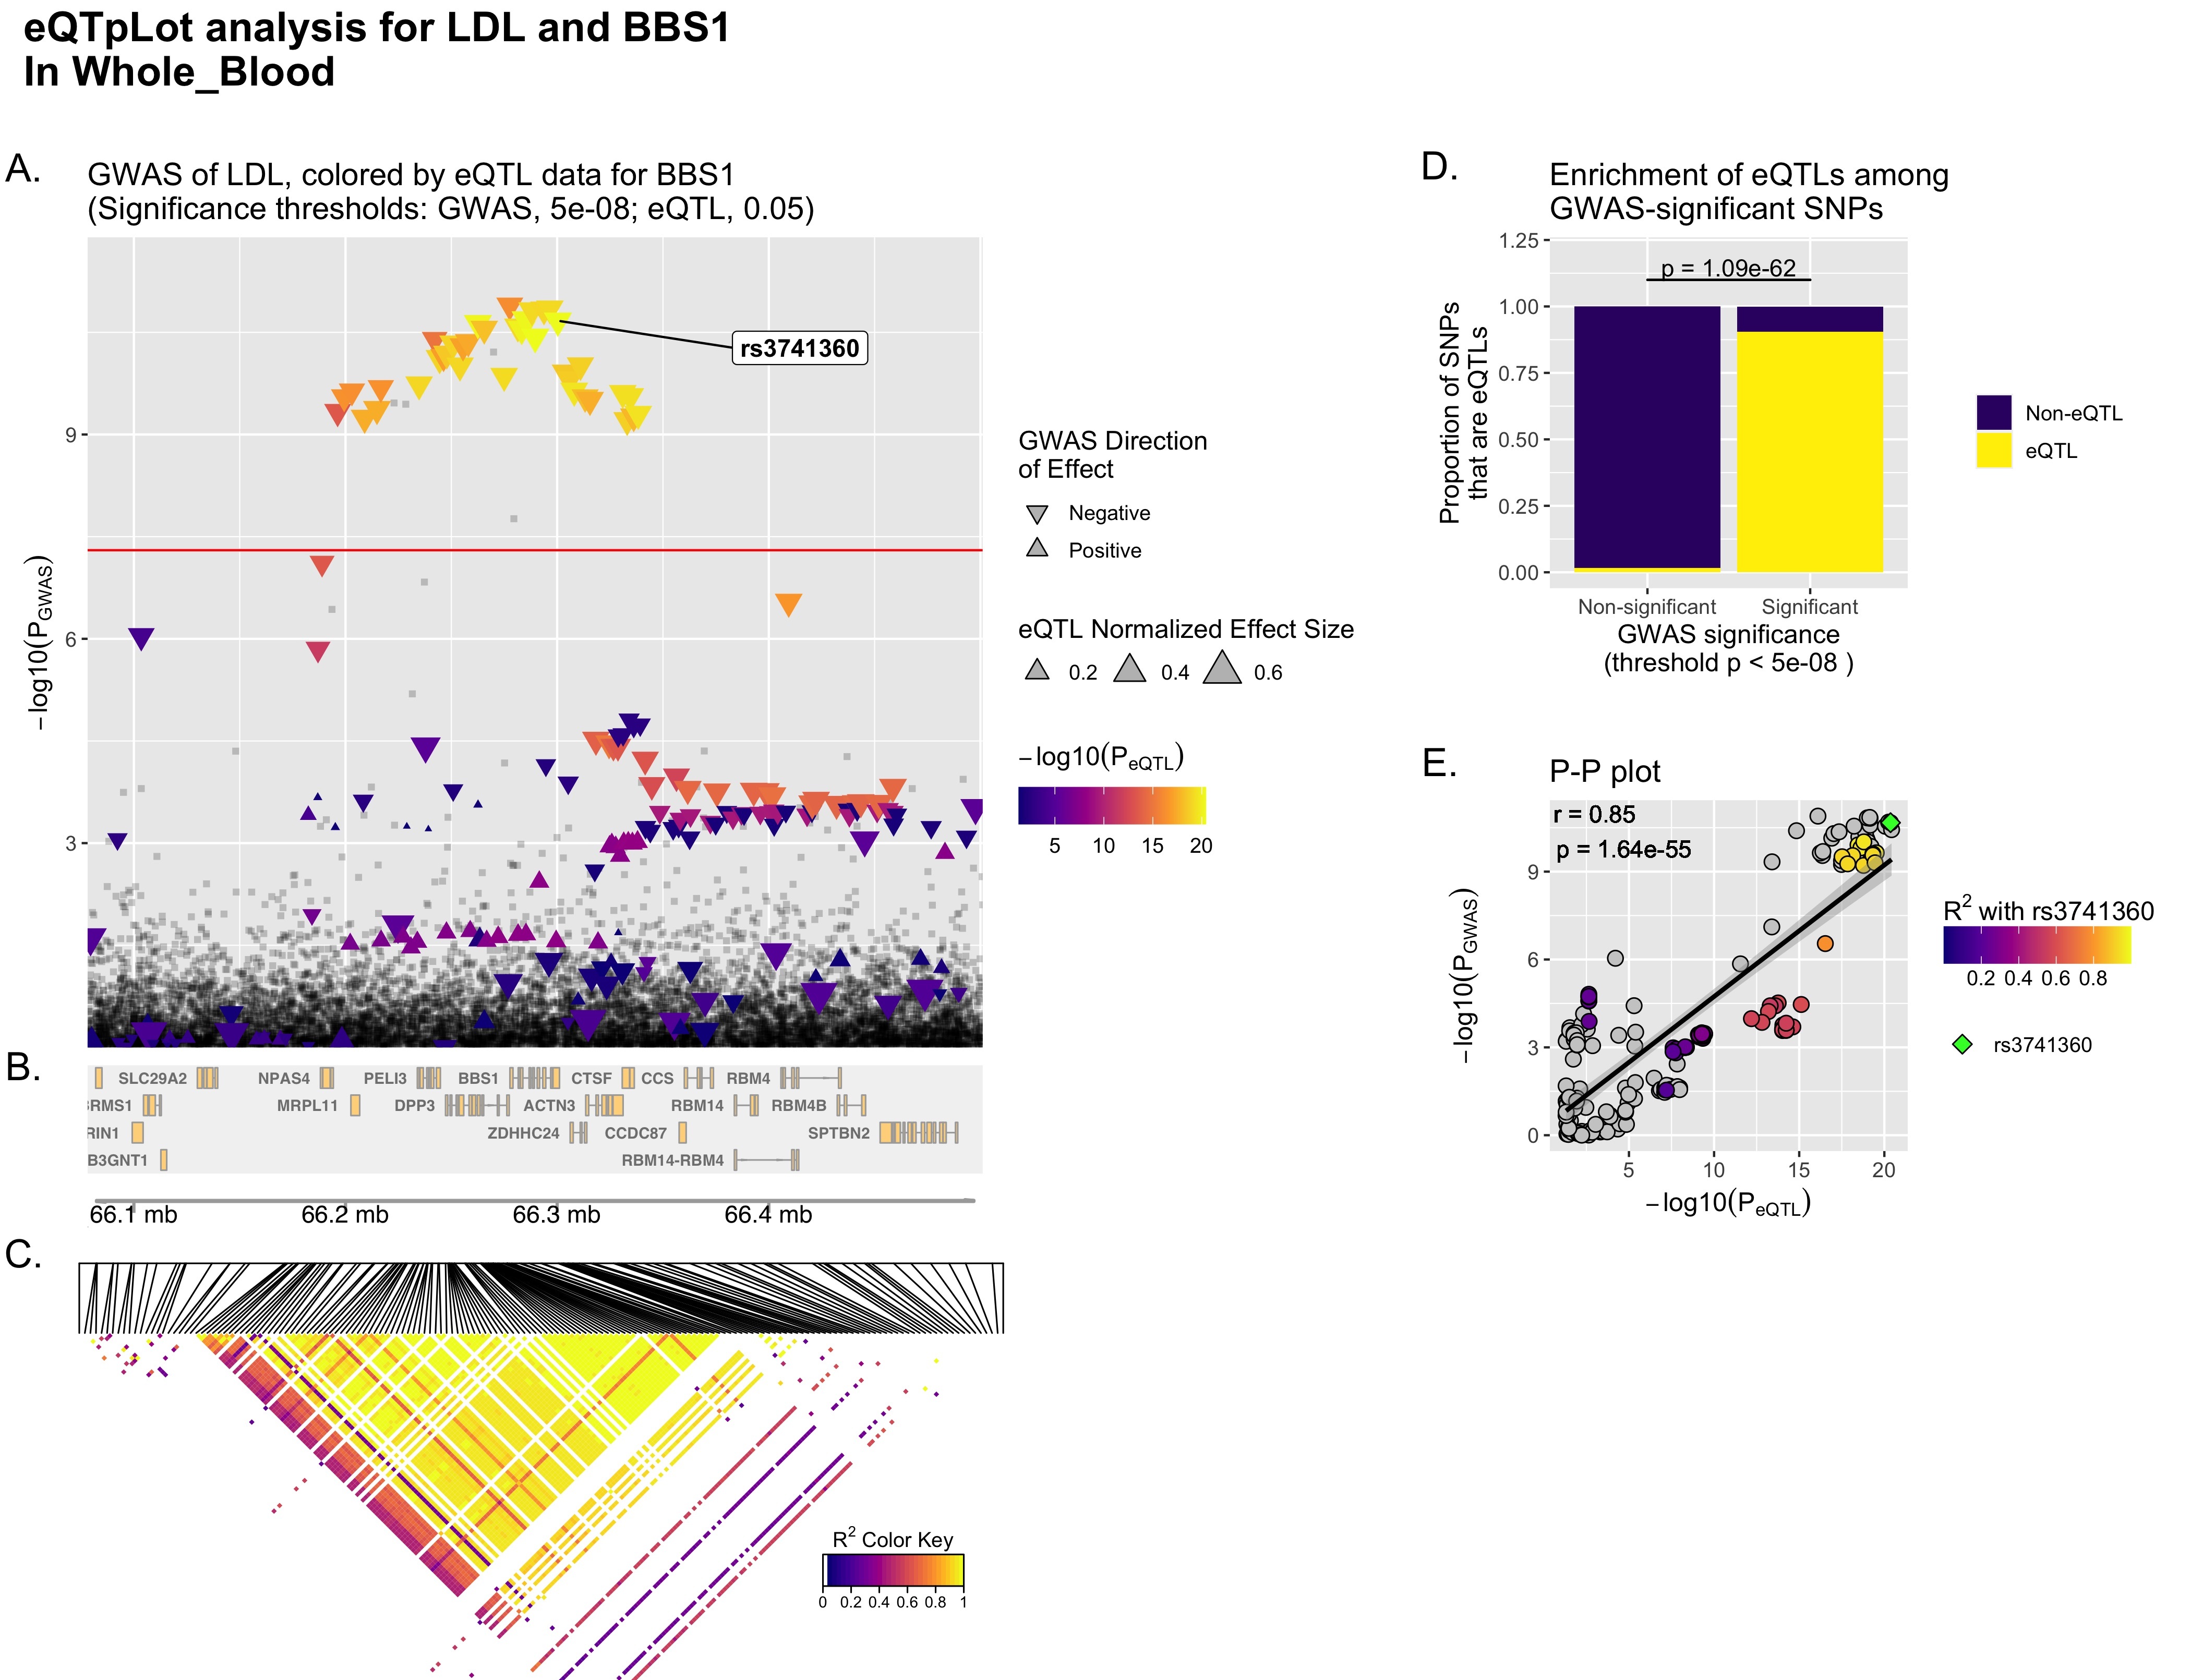 eQTpLot analysis for LDL and BBS1
In Whole_Blood
A.
GWAS of LDL, colored by eQTL data for BBS1
(Significance thresholds: GWAS, 5e-08; eQTL, 0.05)
rs3741360
9
6
3
−log10(PGWAS)
GWAS Direction
of Effect
Negative
Positive
eQTL Normalized Effect Size
0.2 0.4 0.6
−log10(PeQTL)
5 10 15 20
B.
SLC29A2 NPAS4 PELI3 BBS1 CTSF CCS RBM4
BRMS1 MRPL11 DPP3 ACTN3 RBM14 RBM4B
RIN1 ZDHHC24 CCDC87 SPTBN2
B3GNT1 RBM14-RBM4
66.1 mb 66.2 mb 66.3 mb 66.4 mb
C.
R2 Color Key
0 0.2 0.4 0.6 0.8 1
D.
Enrichment of eQTLs among
GWAS-significant SNPs
1.25
1.00
0.75
0.50
0.25
0.00
p = 1.09e-62
Proportion of SNPs
that are eQTLs
Non-significant Significant
GWAS significance
(threshold p < 5e-08 )
Non-eQTL
eQTL
E.
P-P plot
r = 0.85
p = 1.64e-55
9
6
3
0
−log10(PGWAS)
5 10 15 20
−log10(PeQTL)
R2 with rs3741360
0.2 0.4 0.6 0.8
rs3741360